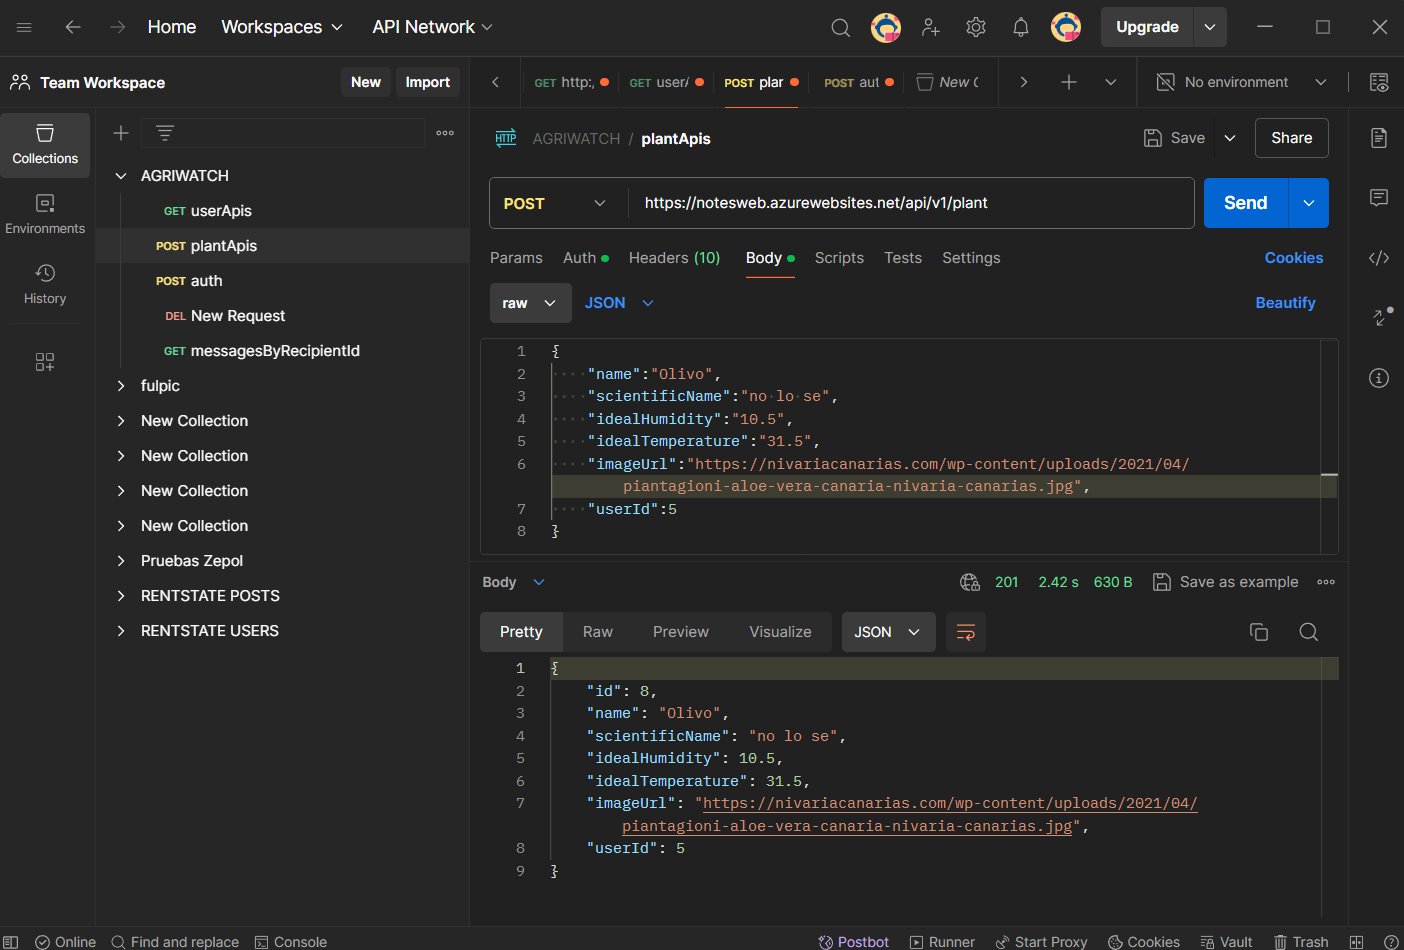 Home Workspaces API Network Upgrade
Team Workspace New Import GET http:/ GET userA POST plan POST aut New C No environment
Collections
Environments
History
AGRIWATCH
GET userApis
POST plantApis
POST auth
DEL New Request
GET messagesByRecipientId
fulpic
New Collection
New Collection
New Collection
New Collection
Pruebas Zepol
RENTSTATE POSTS
RENTSTATE USERS
HTTP AGRIWATCH / plantApis Save Share
POST https://notesweb.azurewebsites.net/api/v1/plant Send
Params Auth Headers (10) Body Scripts Tests Settings Cookies
raw JSON Beautify
1 {
2 "name":"Olivo",
3 "scientificName":"no lo se",
4 "idealHumidity":"10.5",
5 "idealTemperature":"31.5",
6 "imageUrl":"https://nivariacanarias.com/wp-content/uploads/2021/04/
piantagioni-aloe-vera-canaria-nivaria-canarias.jpg",
7 "userId":5
8 }
Body 201 2.42 s 630 B Save as example
Pretty Raw Preview Visualize JSON
1 {
2 "id": 8,
3 "name": "Olivo",
4 "scientificName": "no lo se",
5 "idealHumidity": 10.5,
6 "idealTemperature": 31.5,
7 "imageUrl": "https://nivariacanarias.com/wp-content/uploads/2021/04/
piantagioni-aloe-vera-canaria-nivaria-canarias.jpg",
8 "userId": 5
9 }
Online Find and replace Console Postbot Runner Start Proxy Cookies Vault Trash